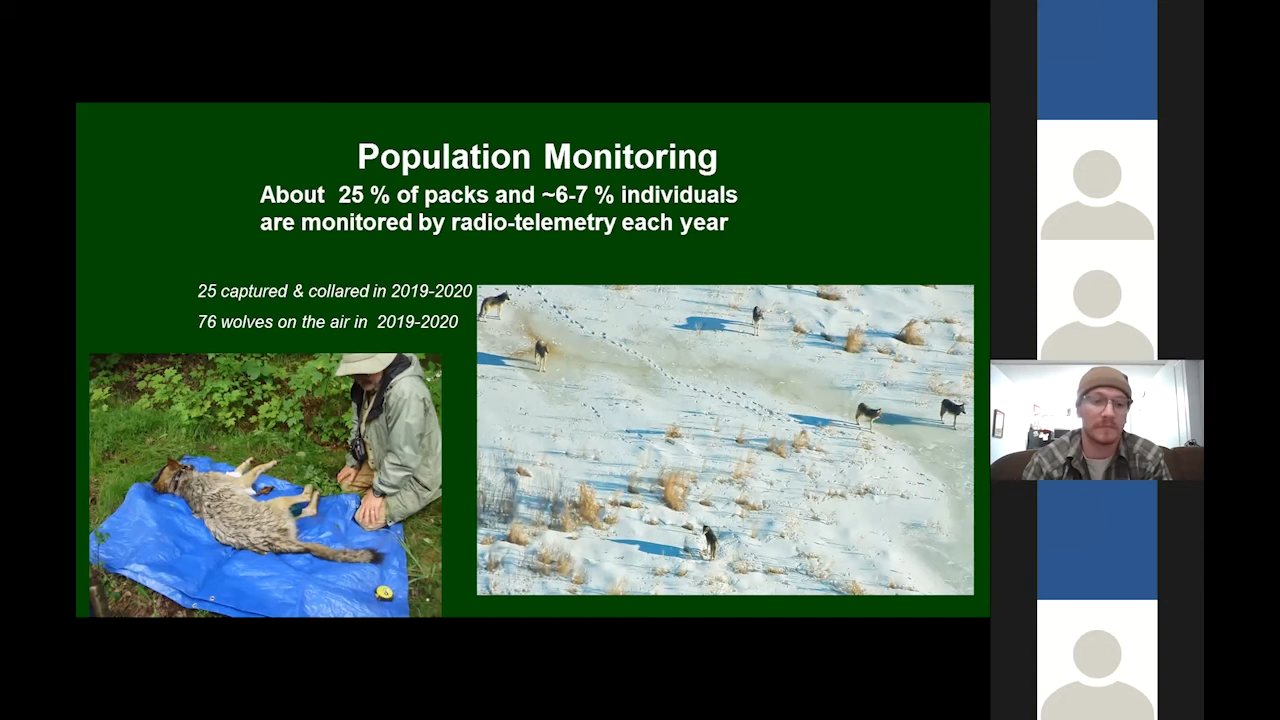 Population Monitoring
About 25 % of packs and ~6-7 % individuals
are monitored by radio-telemetry each year
25 captured & collared in 2019-2020
76 wolves on the air in 2019-2020